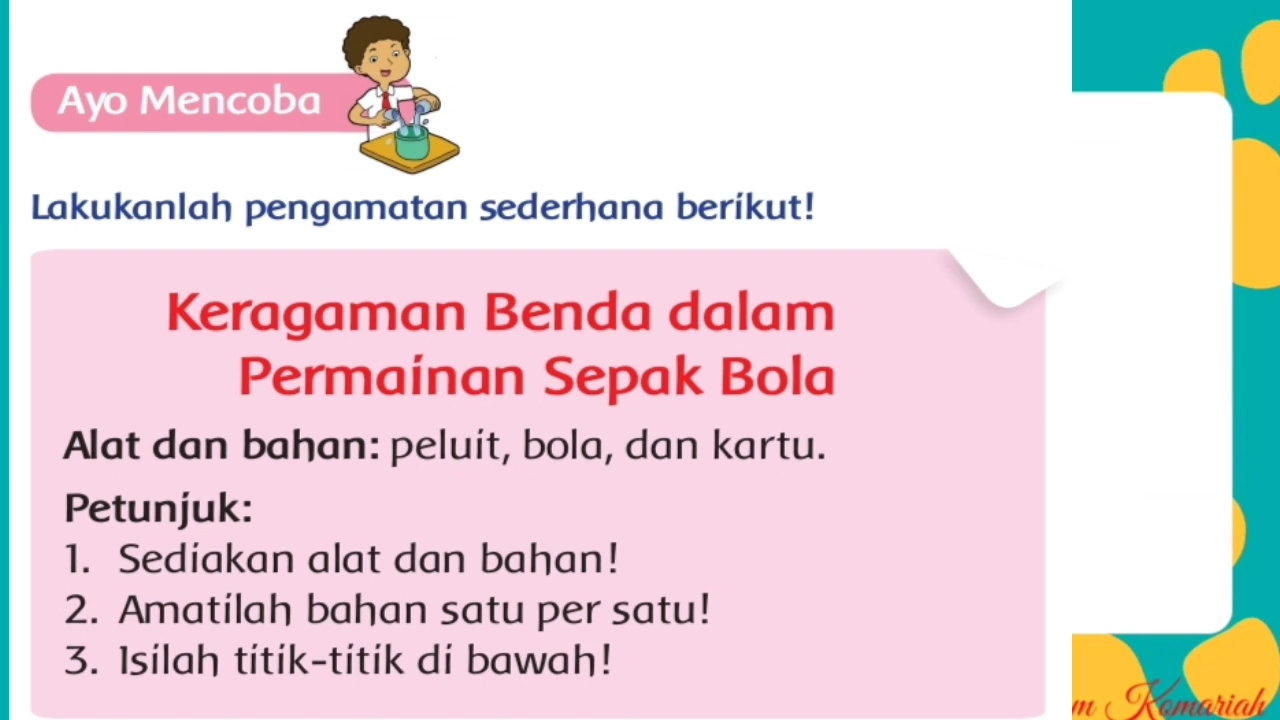 Ayo Mencoba
Lakukanlah pengamatan sederhana berikut!
Keragaman Benda dalam
Permainan Sepak Bola
Alat dan bahan: peluit, bola, dan kartu.
Petunjuk:
1. Sediakan alat dan bahan!
2. Amatilah bahan satu per satu!
3. Isilah titik-titik di bawah!
Komariah